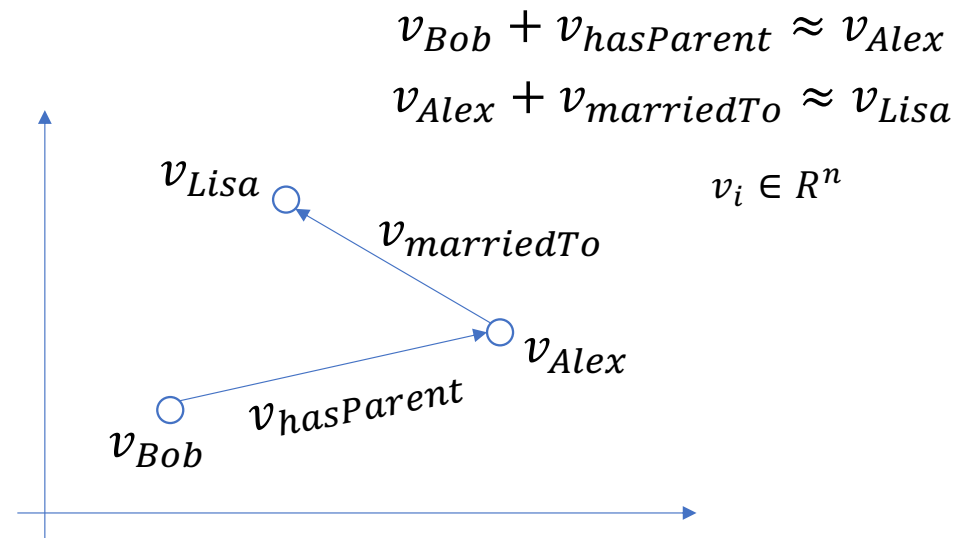 v_Bob + v_hasParent ≈ v_Alex
v_Alex + v_marriedTo ≈ v_Lisa
v_i ∈ R^n
v_Lisa
v_marriedTo
v_Alex
v_hasParent
v_Bob